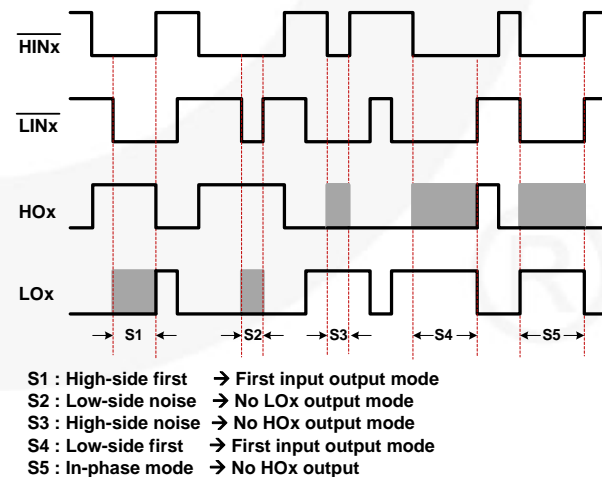 HINx
LINx
HOx
LOx
S1 S2 S3 S4 S5
S1 : High-side first → First input output mode
S2 : Low-side noise → No LOx output mode
S3 : High-side noise → No HOx output mode
S4 : Low-side first → First input output mode
S5 : In-phase mode → No HOx output
®